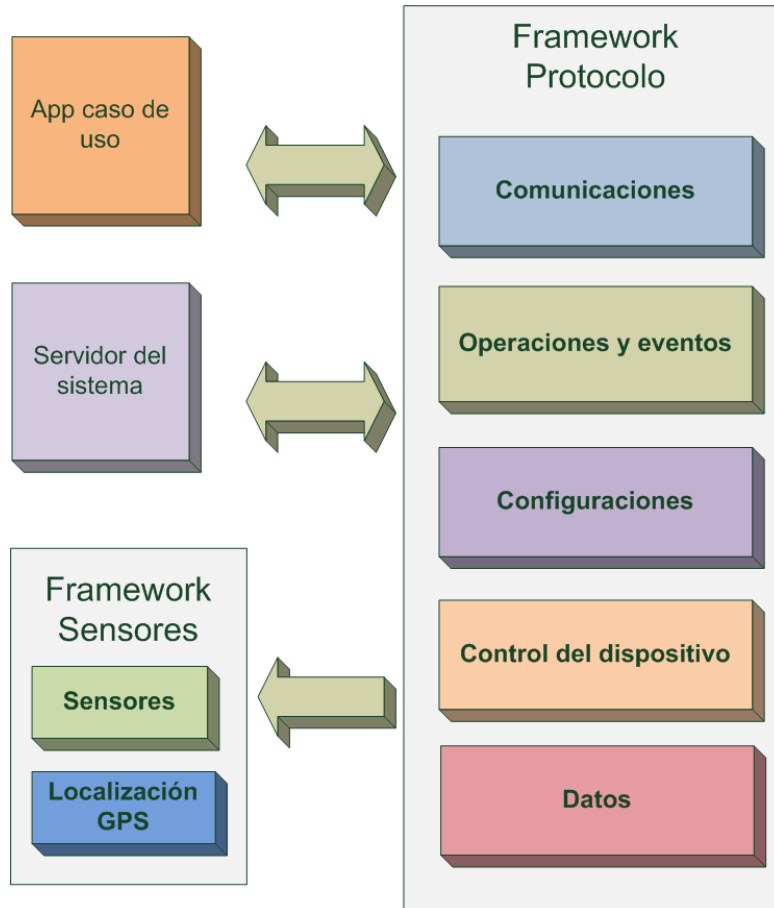 App caso de
uso
Servidor del
sistema
Framework
Sensores
Sensores
Localización
GPS
Framework
Protocolo
Comunicaciones
Operaciones y eventos
Configuraciones
Control del dispositivo
Datos